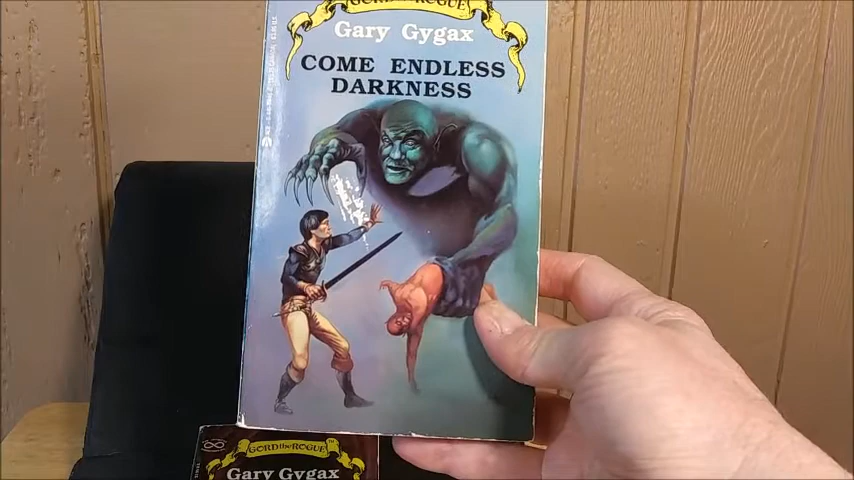 GORD THE ROGUE
Gary Gygax
COME ENDLESS
DARKNESS
GORD THE ROGUE
Gary Gygax